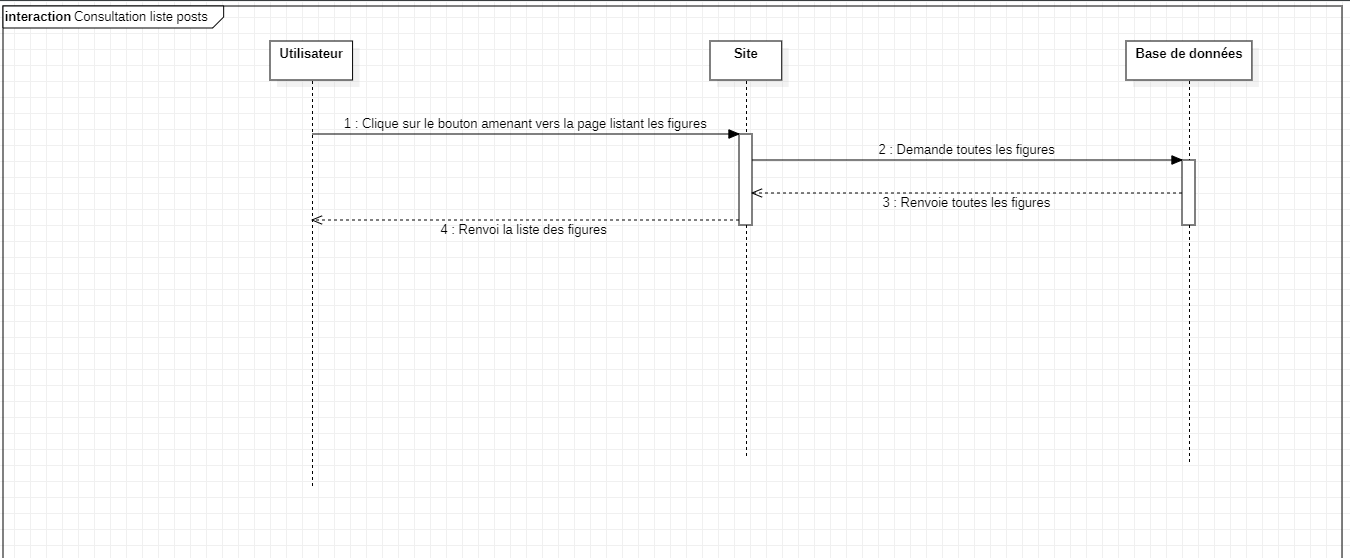 interaction Consultation liste posts
Utilisateur
Site
Base de données
1 : Clique sur le bouton amenant vers la page listant les figures
2 : Demande toutes les figures
3 : Renvoie toutes les figures
4 : Renvoi la liste des figures